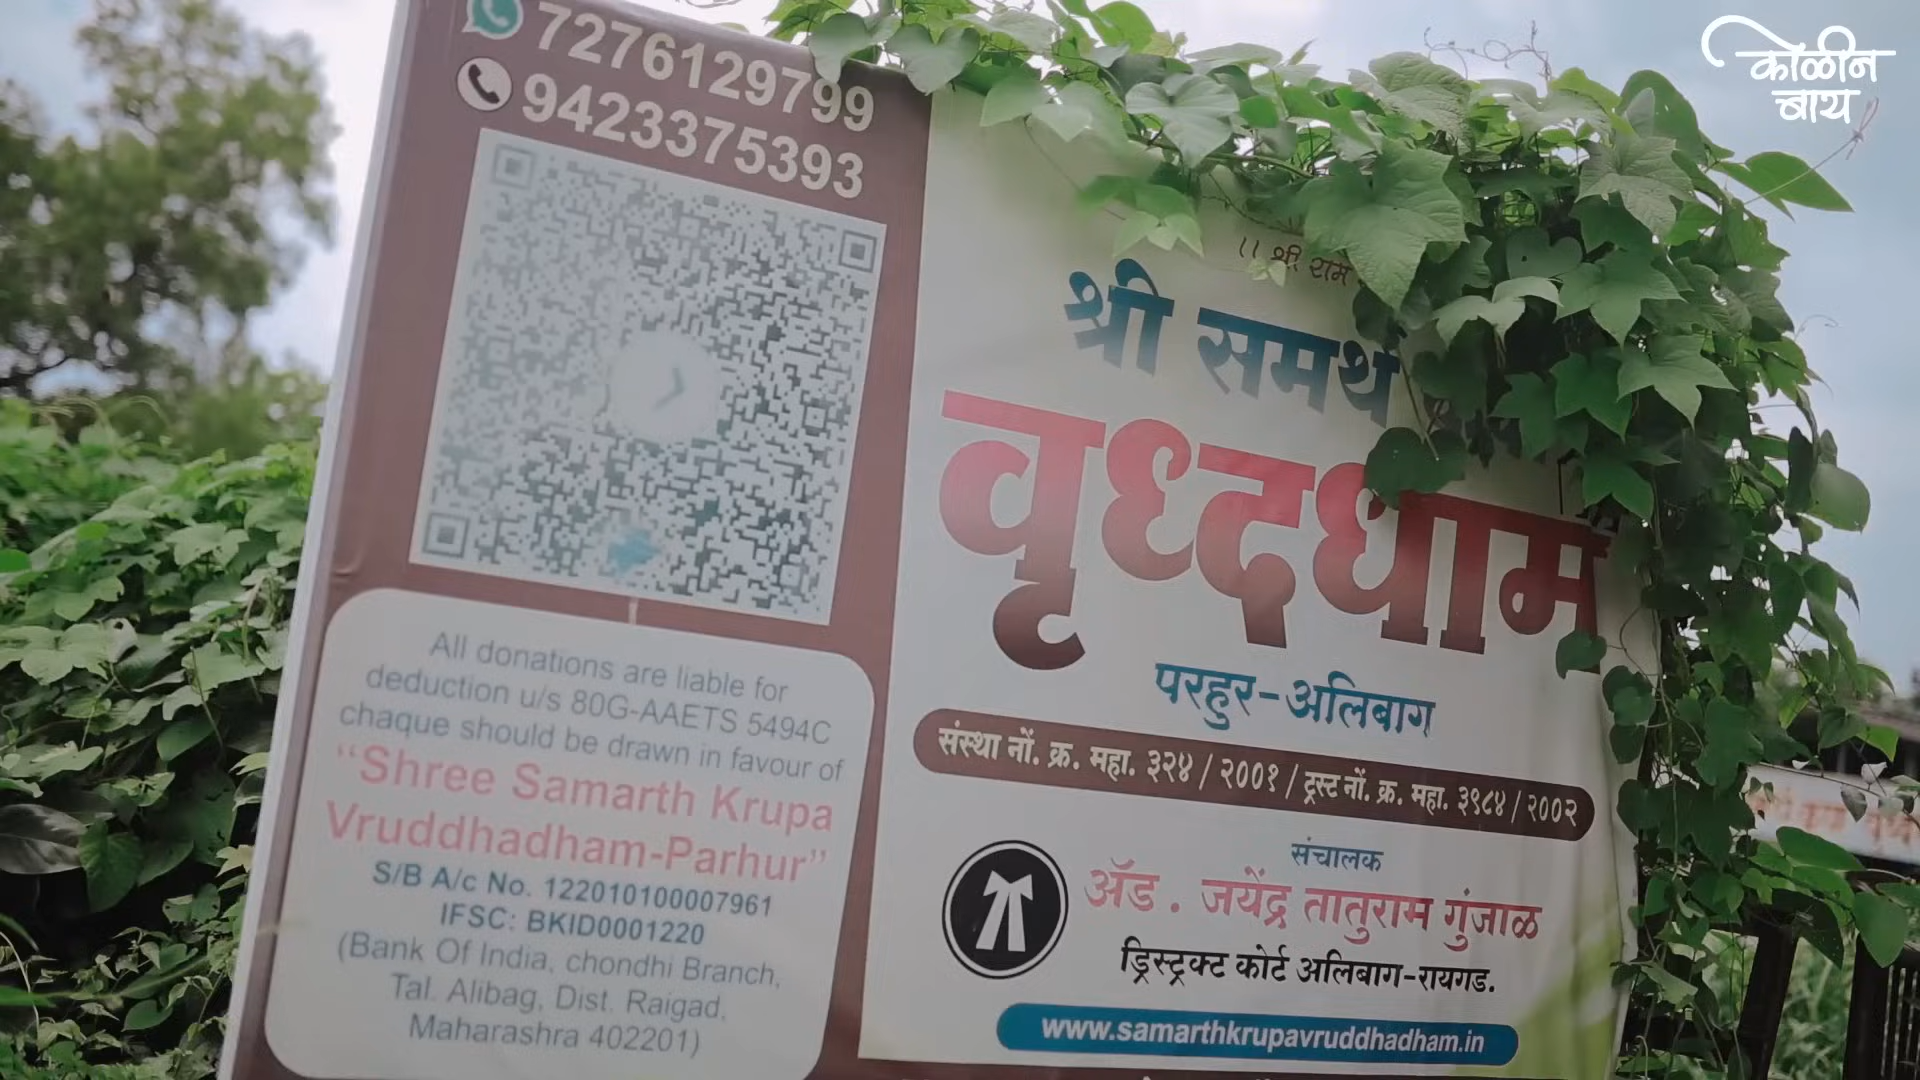 7276129799
9423375393
All donations are liable for
deduction u/s 80G-AAETS 5494C
chaque should be drawn in favour of
“Shree Samarth Krupa
Vruddhadham-Parhur”
S/B A/c No. 122010100007961
IFSC: BKID0001220
(Bank Of India, chondhi Branch,
Tal. Alibag, Dist. Raigad,
Maharashra 402201)
।। श्री राम
श्री समर्थ
वृध्दधाम
परहुर-अलिबाग
संस्था नों. क्र. महा. ३२४ / २००१ / ट्रस्ट नों. क्र. महा. ३९८४ / २००२
संचालक
ॲड . जयेंद्र तातुराम गुंजाळ
ड्रिस्ट्रक्ट कोर्ट अलिबाग-रायगड.
www.samarthkrupavruddhadham.in
कोळीन
बाय